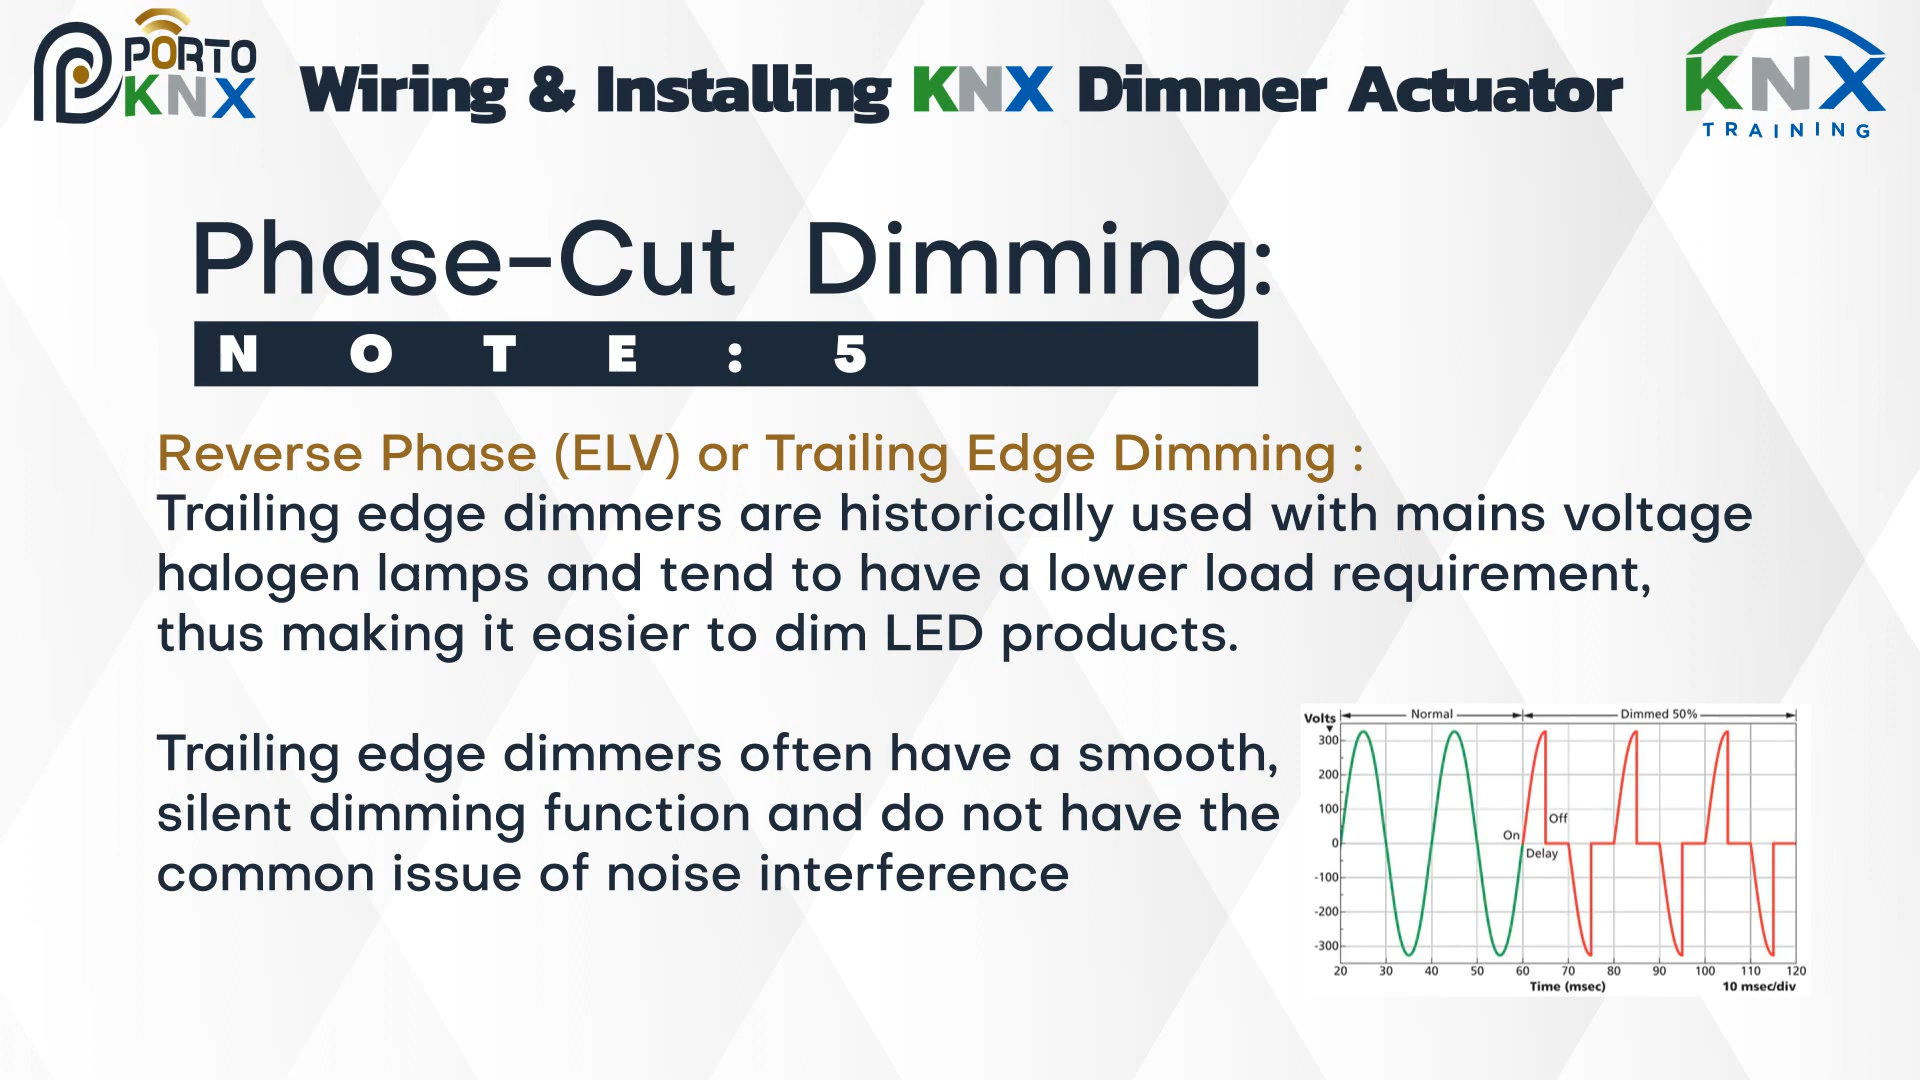 PORTO
KNX
Wiring & Installing KNX Dimmer Actuator
KNX
TRAINING
Phase-Cut Dimming:
NOTE:5
Reverse Phase (ELV) or Trailing Edge Dimming :
Trailing edge dimmers are historically used with mains voltage
halogen lamps and tend to have a lower load requirement,
thus making it easier to dim LED products.
Trailing edge dimmers often have a smooth,
silent dimming function and do not have the
common issue of noise interference
Volts Normal Dimmed 50%
300
200
100
0
-100
-200
-300
On
Off
Delay
20 30 40 50 60 70 80 90 100 110 120
Time (msec) 10 msec/div